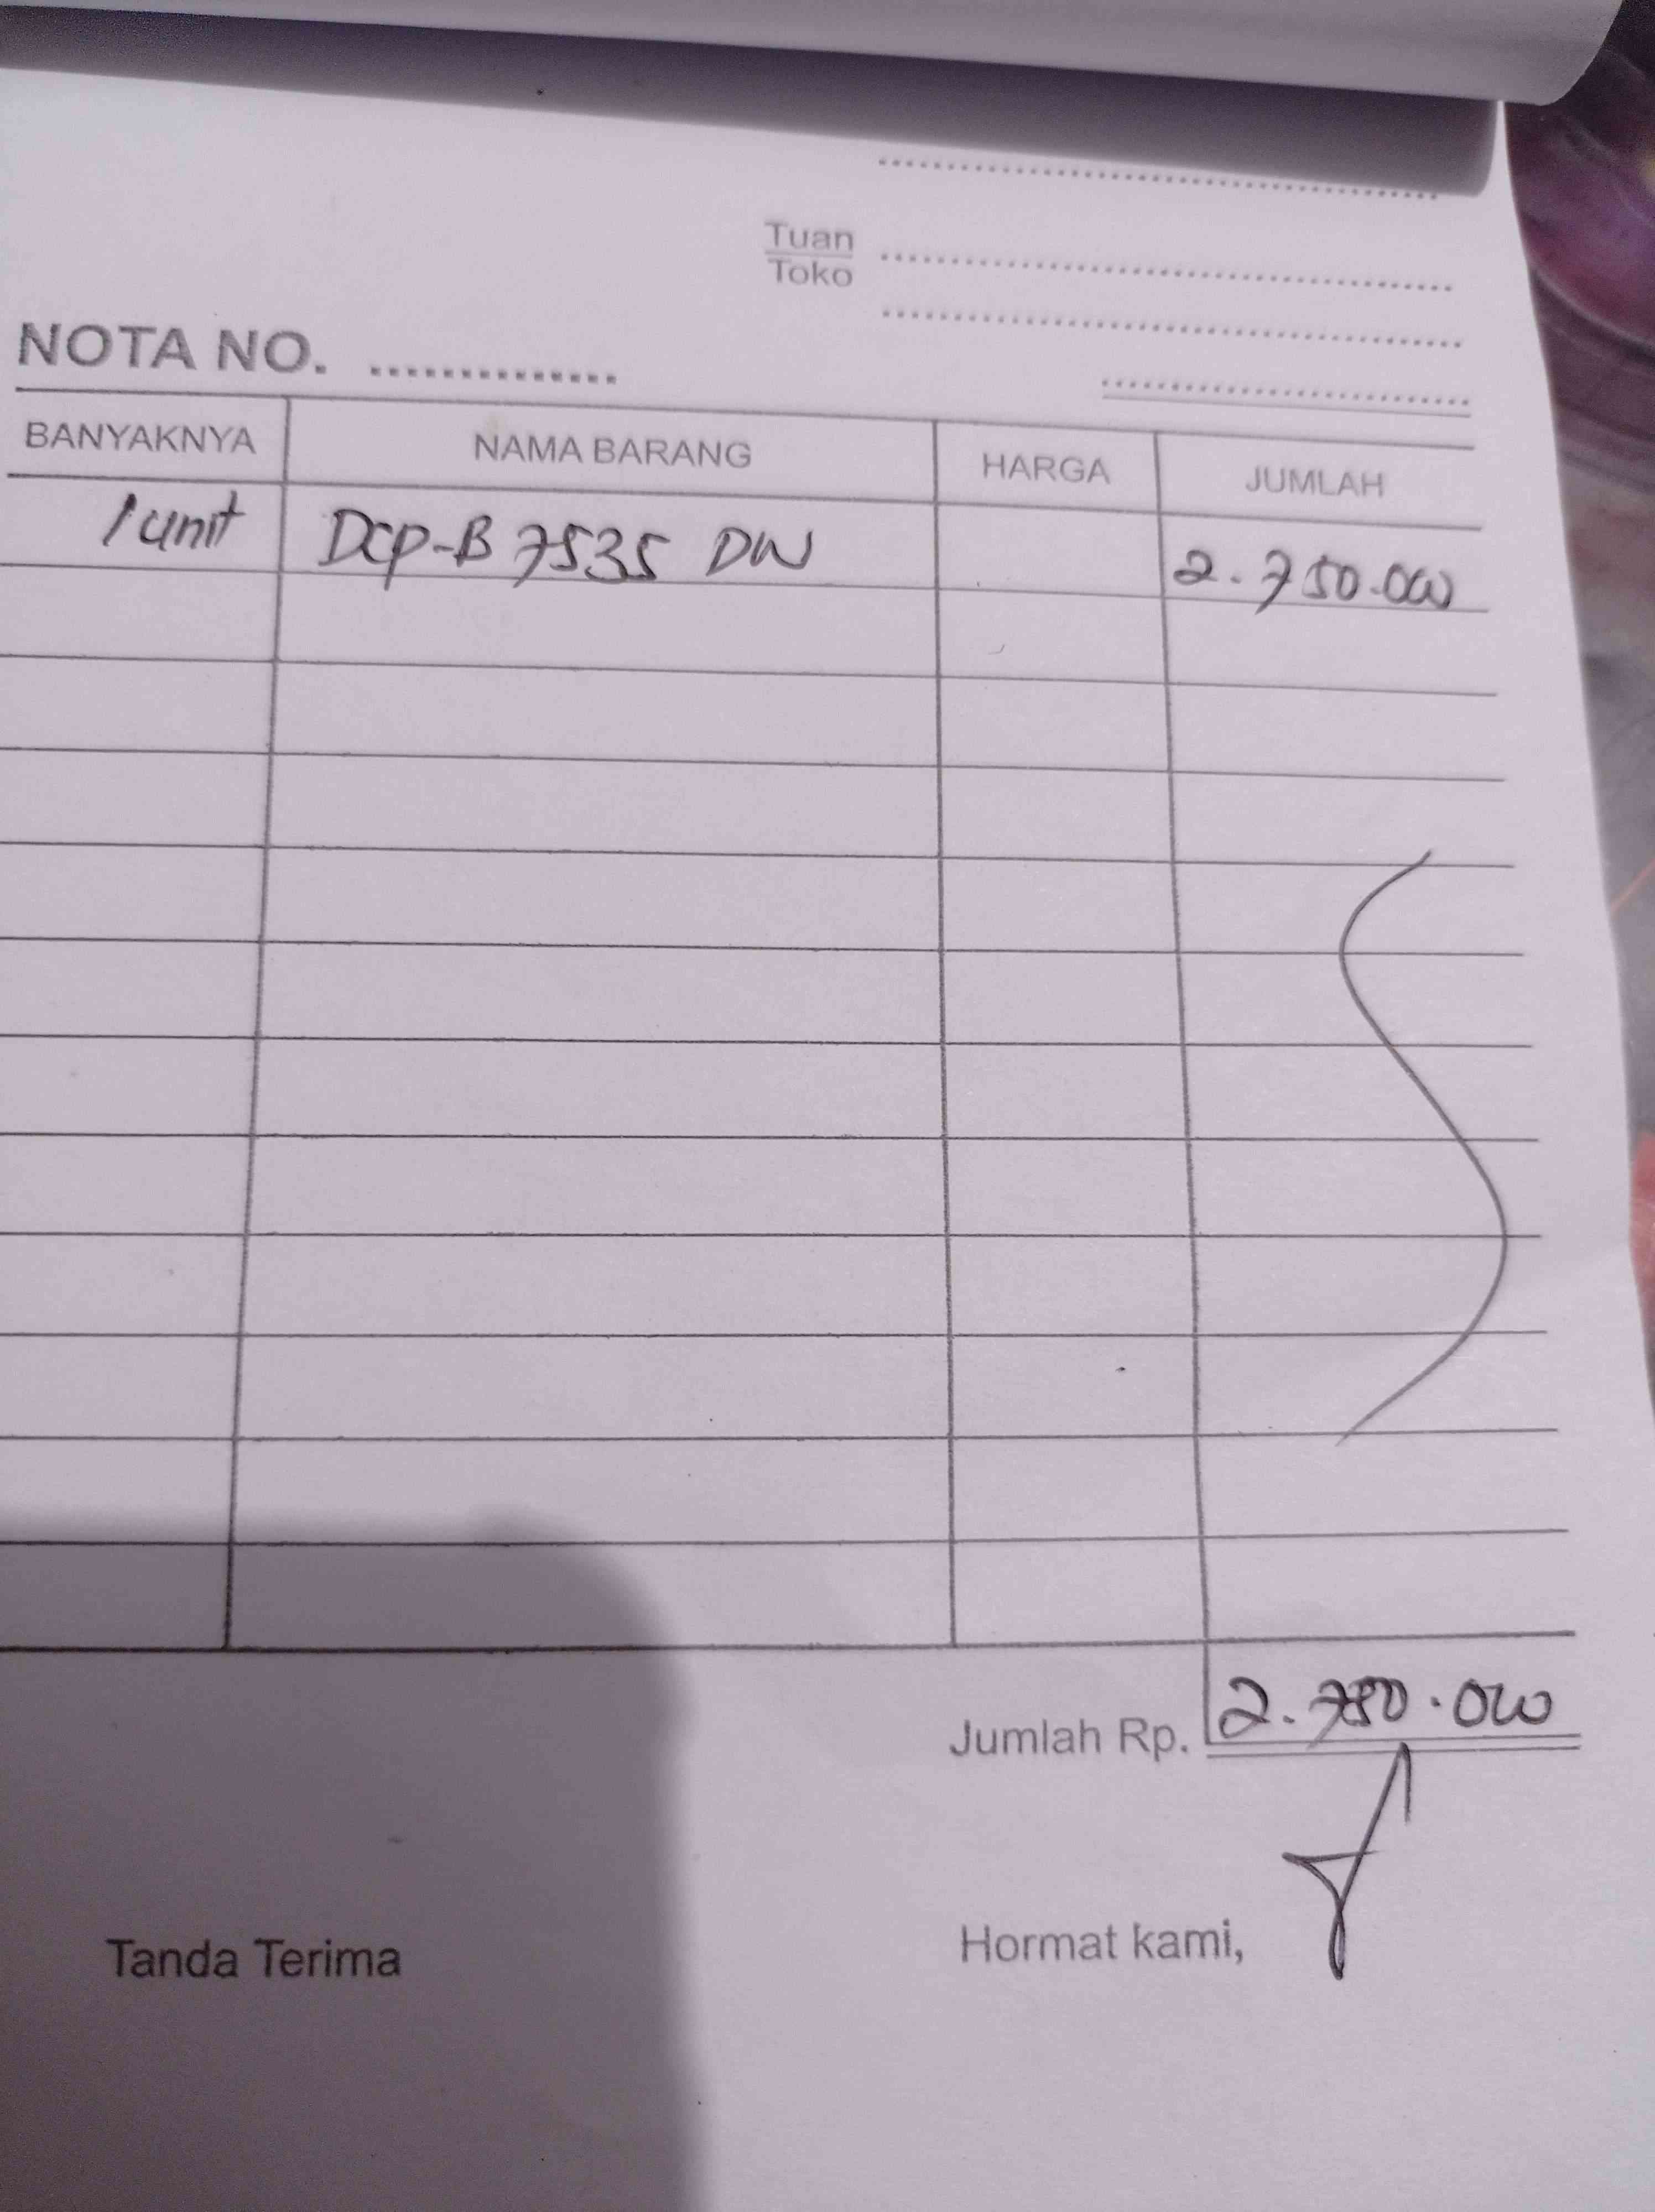 Tuan
Toko
NOTA NO. ..............
BANYAKNYA NAMA BARANG HARGA JUMLAH
1 unit DCP-B 7535 DW 2.750.000
Jumlah Rp. 2.750.000
Tanda Terima Hormat kami,